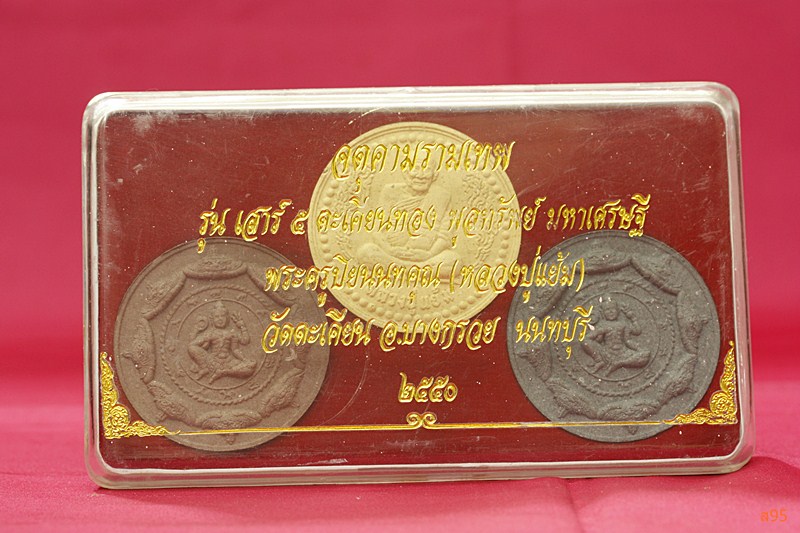 จตุคามรามเทพ
รุ่น เสาร์ ๕ ตะเคียนทอง พูลทรัพย์ มหาเศรษฐี
พระครูปิยนนทคุณ (หลวงปู่แย้ม)
วัดตะเคียน อ.บางกรวย นนทบุรี
๒๕๕๐
a95